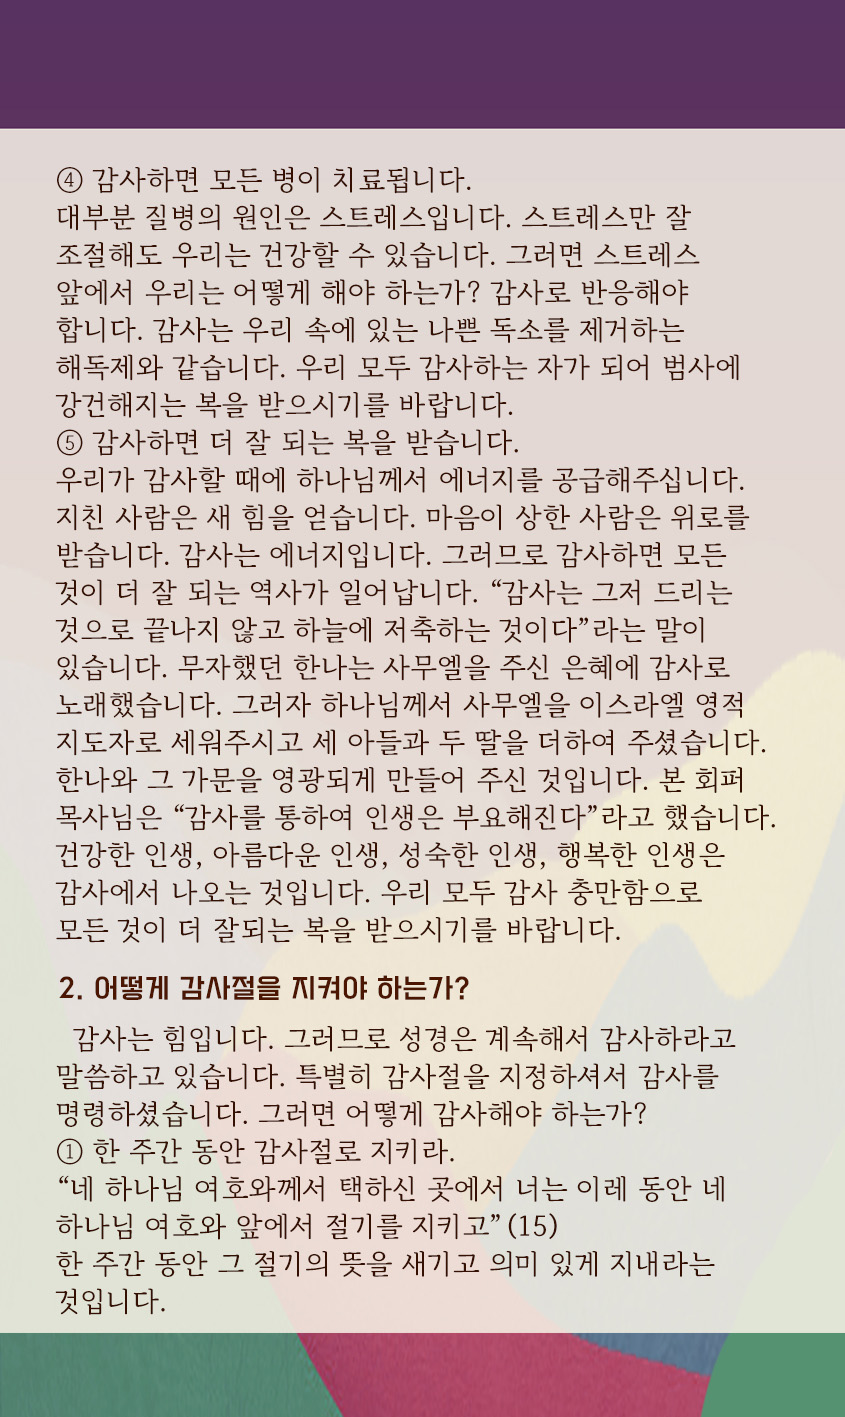 ④ 감사하면 모든 병이 치료됩니다.
대부분 질병의 원인은 스트레스입니다. 스트레스만 잘
조절해도 우리는 건강할 수 있습니다. 그러면 스트레스
앞에서 우리는 어떻게 해야 하는가? 감사로 반응해야
합니다. 감사는 우리 속에 있는 나쁜 독소를 제거하는
해독제와 같습니다. 우리 모두 감사하는 자가 되어 범사에
강건해지는 복을 받으시기를 바랍니다.
⑤ 감사하면 더 잘 되는 복을 받습니다.
우리가 감사할 때에 하나님께서 에너지를 공급해주십니다.
지친 사람은 새 힘을 얻습니다. 마음이 상한 사람은 위로를
받습니다. 감사는 에너지입니다. 그러므로 감사하면 모든
것이 더 잘 되는 역사가 일어납니다. “감사는 그저 드리는
것으로 끝나지 않고 하늘에 저축하는 것이다”라는 말이
있습니다. 무자했던 한나는 사무엘을 주신 은혜에 감사로
노래했습니다. 그러자 하나님께서 사무엘을 이스라엘 영적
지도자로 세워주시고 세 아들과 두 딸을 더하여 주셨습니다.
한나와 그 가문을 영광되게 만들어 주신 것입니다. 본 회퍼
목사님은 “감사를 통하여 인생은 부요해진다”라고 했습니다.
건강한 인생, 아름다운 인생, 성숙한 인생, 행복한 인생은
감사에서 나오는 것입니다. 우리 모두 감사 충만함으로
모든 것이 더 잘되는 복을 받으시기를 바랍니다.
2. 어떻게 감사절을 지켜야 하는가?
감사는 힘입니다. 그러므로 성경은 계속해서 감사하라고
말씀하고 있습니다. 특별히 감사절을 지정하셔서 감사를
명령하셨습니다. 그러면 어떻게 감사해야 하는가?
① 한 주간 동안 감사절로 지키라.
“네 하나님 여호와께서 택하신 곳에서 너는 이레 동안 네
하나님 여호와 앞에서 절기를 지키고”(15)
한 주간 동안 그 절기의 뜻을 새기고 의미 있게 지내라는
것입니다.